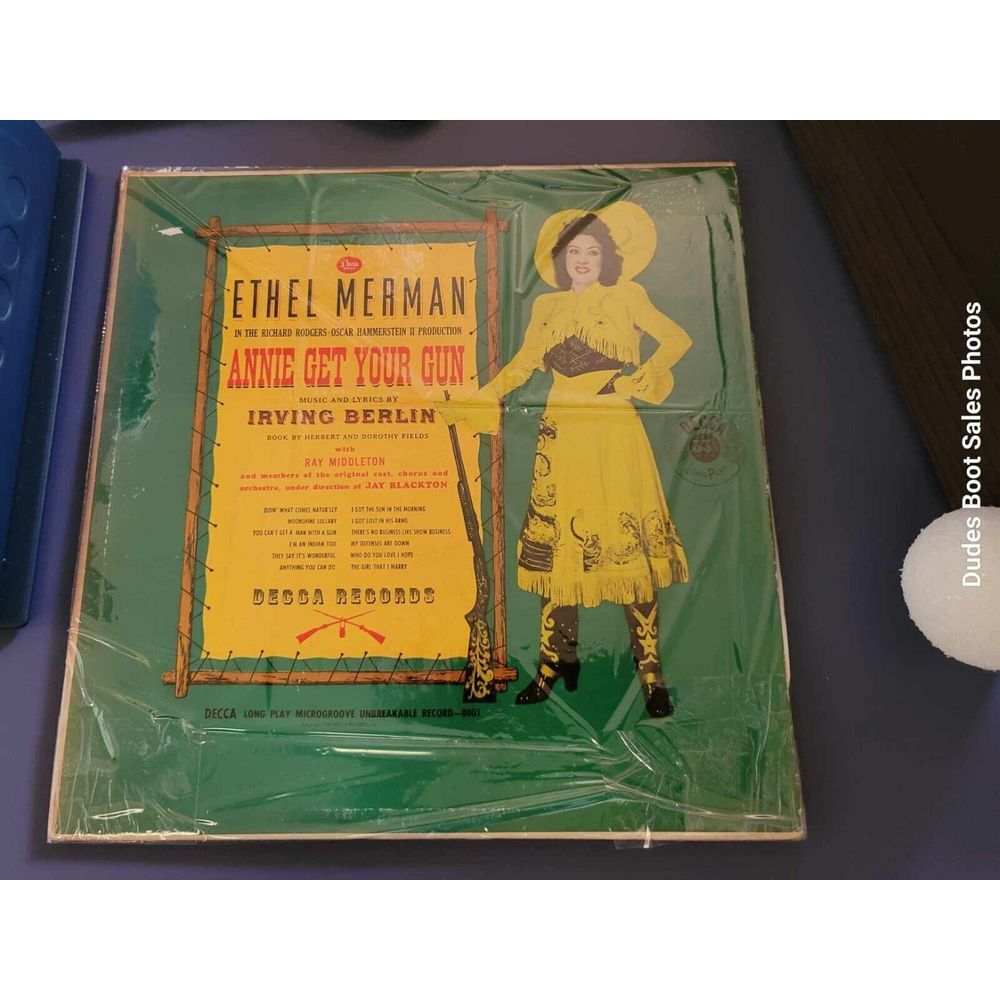 Decca
ETHEL MERMAN
IN THE RICHARD RODGERS-OSCAR HAMMERSTEIN II PRODUCTION
ANNIE GET YOUR GUN
MUSIC AND LYRICS BY
IRVING BERLIN
BOOK BY HERBERT AND DOROTHY FIELDS
with
RAY MIDDLETON
and members of the original cast, chorus and
orchestra, under direction of JAY BLACKTON
DOIN' WHAT COMES NATUR'LLY
MOONSHINE LULLABY
YOU CAN'T GET A MAN WITH A GUN
I'M AN INDIAN TOO
THEY SAY IT'S WONDERFUL
ANYTHING YOU CAN DO
I GOT THE SUN IN THE MORNING
I GOT LOST IN HIS ARMS
THERE'S NO BUSINESS LIKE SHOW BUSINESS
MY DEFENSES ARE DOWN
WHO DO YOU LOVE I HOPE
THE GIRL THAT I MARRY
DECCA RECORDS
DECCA LONG PLAY MICROGROOVE UNBREAKABLE RECORD—8001
DECCA
LONG PLAY
Dudes Boot Sales Photos